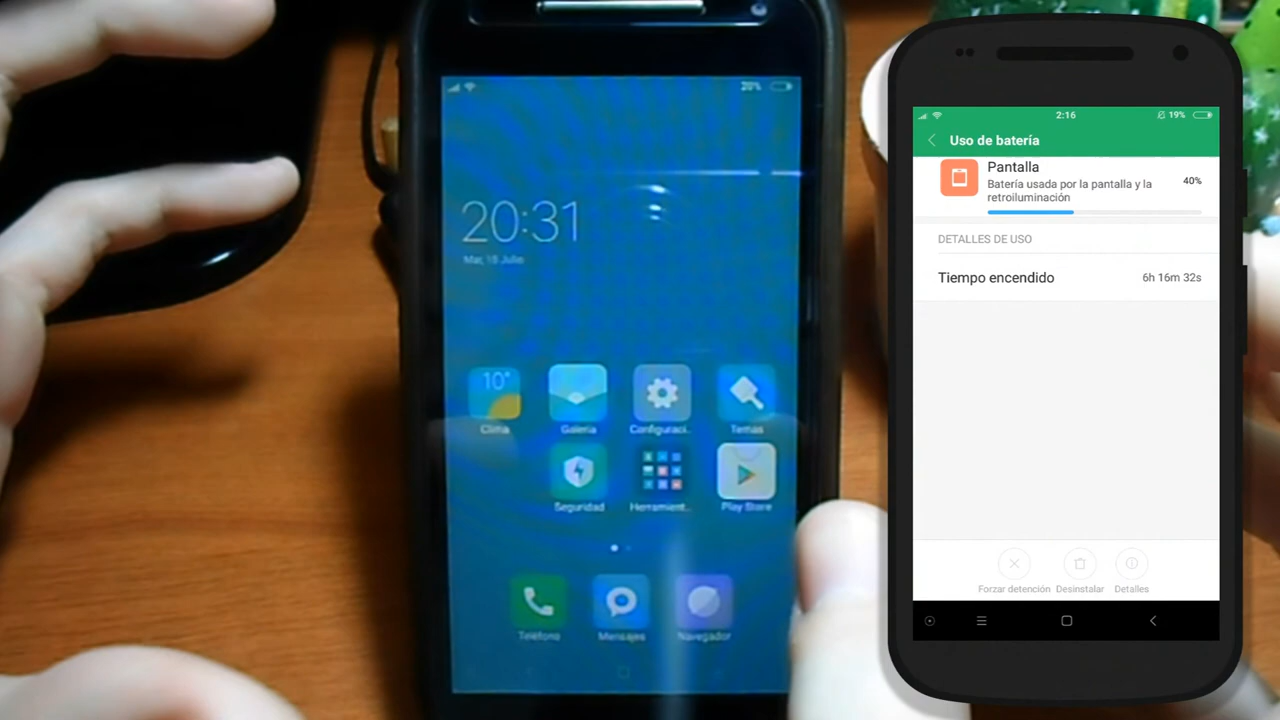 20%
20:31
Mar, 18 Julio
10°
Clima
Galería
Configuraci..
Temas
Seguridad
Herramient..
Play Store
Teléfono
Mensajes
Navegador
2:16
19%
Uso de batería
Pantalla
40%
Batería usada por la pantalla y la
retroiluminación
DETALLES DE USO
Tiempo encendido
6h 16m 32s
Forzar detención
Desinstalar
Detalles